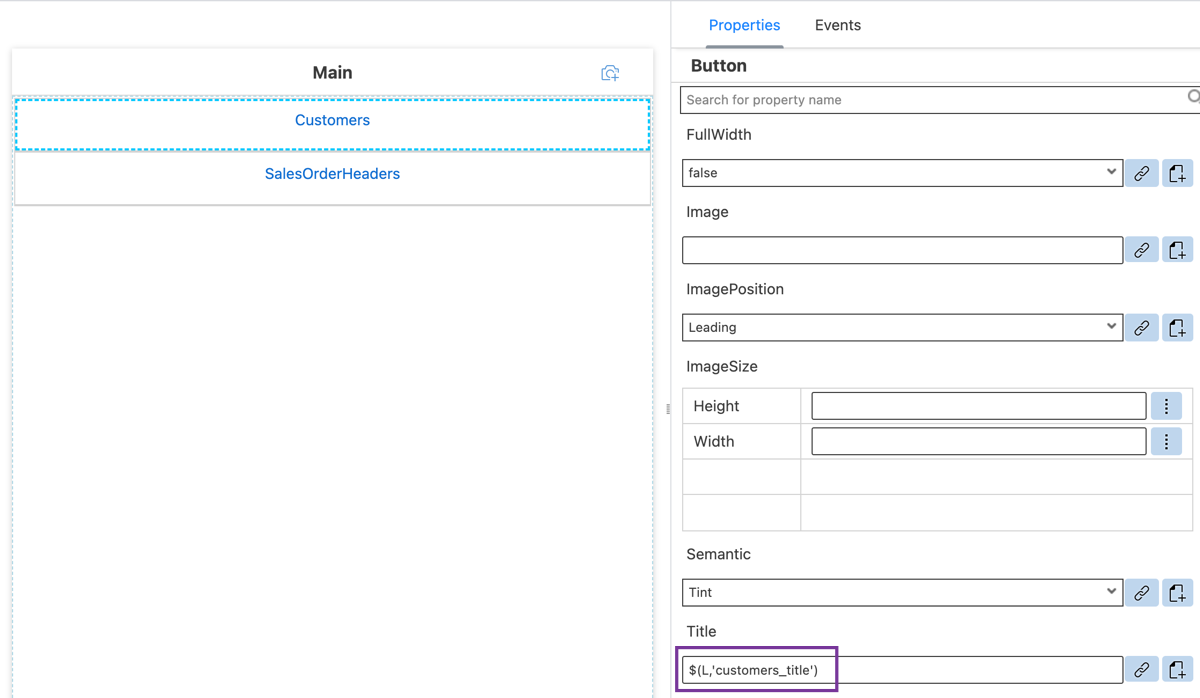 Main
Customers
SalesOrderHeaders
Properties Events
Button
Search for property name
FullWidth
false
Image
ImagePosition
Leading
ImageSize
Height
Width
Semantic
Tint
Title
$(L,'customers_title')